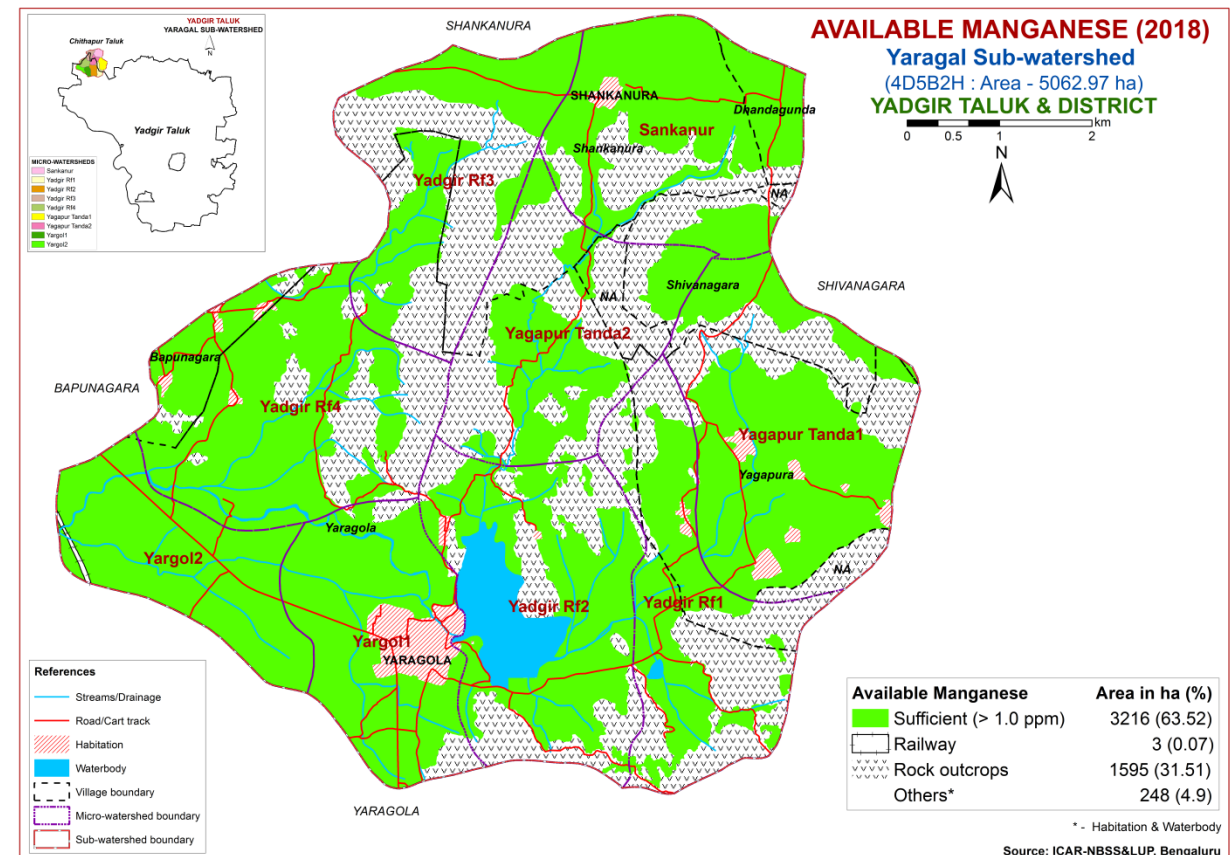 YADGIR TALUK
YARAGAL SUB-WATERSHED
Chithapur Taluk
N
Yadgir Taluk
MICRO-WATERSHEDS
Sankanur
Yadgir Rf1
Yadgir Rf2
Yadgir Rf3
Yadgir Rf4
Yagapur Tanda1
Yagapur Tanda2
Yargol1
Yargol2
AVAILABLE MANGANESE (2018)
Yaragal Sub-watershed
(4D5B2H : Area - 5062.97 ha)
YADGIR TALUK & DISTRICT
km
0 0.5 1 2
N
SHANKANURA
SHANKANURA
Dhandagunda
Sankanur
Shankanura
Yadgir Rf3
NA
Shivanagara
SHIVANAGARA
NA
Yagapur Tanda2
Bapunagara
BAPUNAGARA
Yadgir Rf4
Yagapur Tanda1
Yagapura
Yaragola
Yargol2
NA
Yadgir Rf2
Yadgir Rf1
Yargol1
YARAGOLA
YARAGOLA
References
Streams/Drainage
Road/Cart track
Habitation
Waterbody
Village boundary
Micro-watershed boundary
Sub-watershed boundary
Available Manganese Area in ha (%)
Sufficient (> 1.0 ppm) 3216 (63.52)
Railway 3 (0.07)
Rock outcrops 1595 (31.51)
Others* 248 (4.9)
* - Habitation & Waterbody
Source: ICAR-NBSS&LUP, Bengaluru